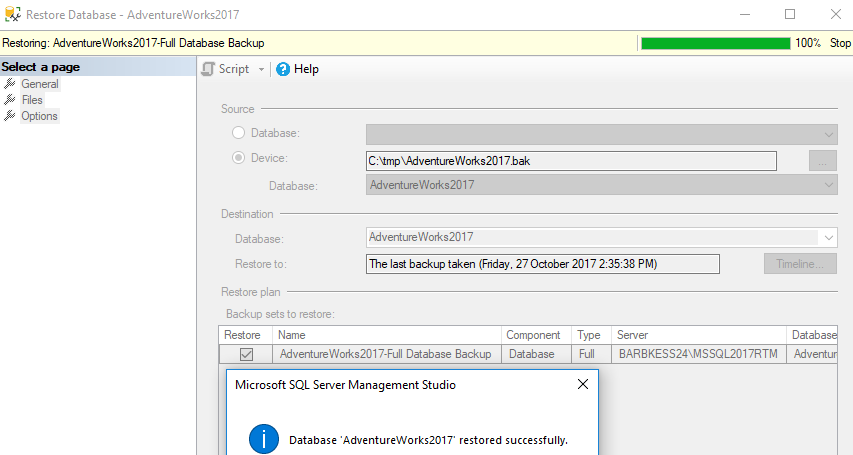 Restore Database - AdventureWorks2017
Restoring: AdventureWorks2017-Full Database Backup 100% Stop
Select a page
General
Files
Options
Script Help
Source
Database:
Device: C:\tmp\AdventureWorks2017.bak ...
Database: AdventureWorks2017
Destination
Database: AdventureWorks2017
Restore to: The last backup taken (Friday, 27 October 2017 2:35:38 PM) Timeline...
Restore plan
Backup sets to restore:
Restore Name Component Type Server Database
AdventureWorks2017-Full Database Backup Database Full BARBKESS24\MSSQL2017RTM Adventur
Microsoft SQL Server Management Studio
Database 'AdventureWorks2017' restored successfully.